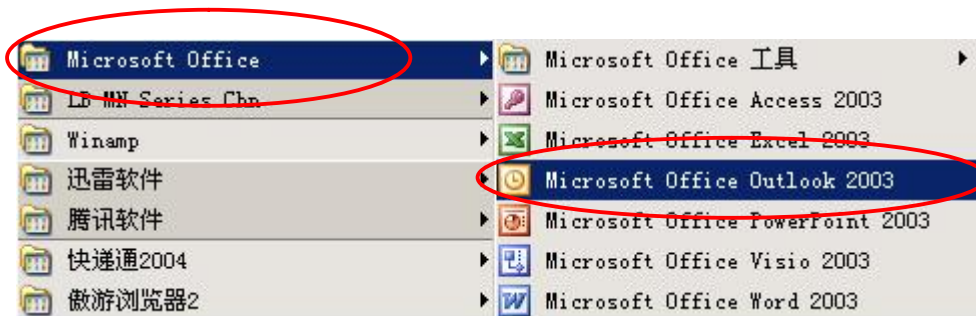 Microsoft Office
LB MN Series Chn
Winamp
迅雷软件
腾讯软件
快递通2004
傲游浏览器2
Microsoft Office 工具
Microsoft Office Access 2003
Microsoft Office Excel 2003
Microsoft Office Outlook 2003
Microsoft Office PowerPoint 2003
Microsoft Office Visio 2003
Microsoft Office Word 2003